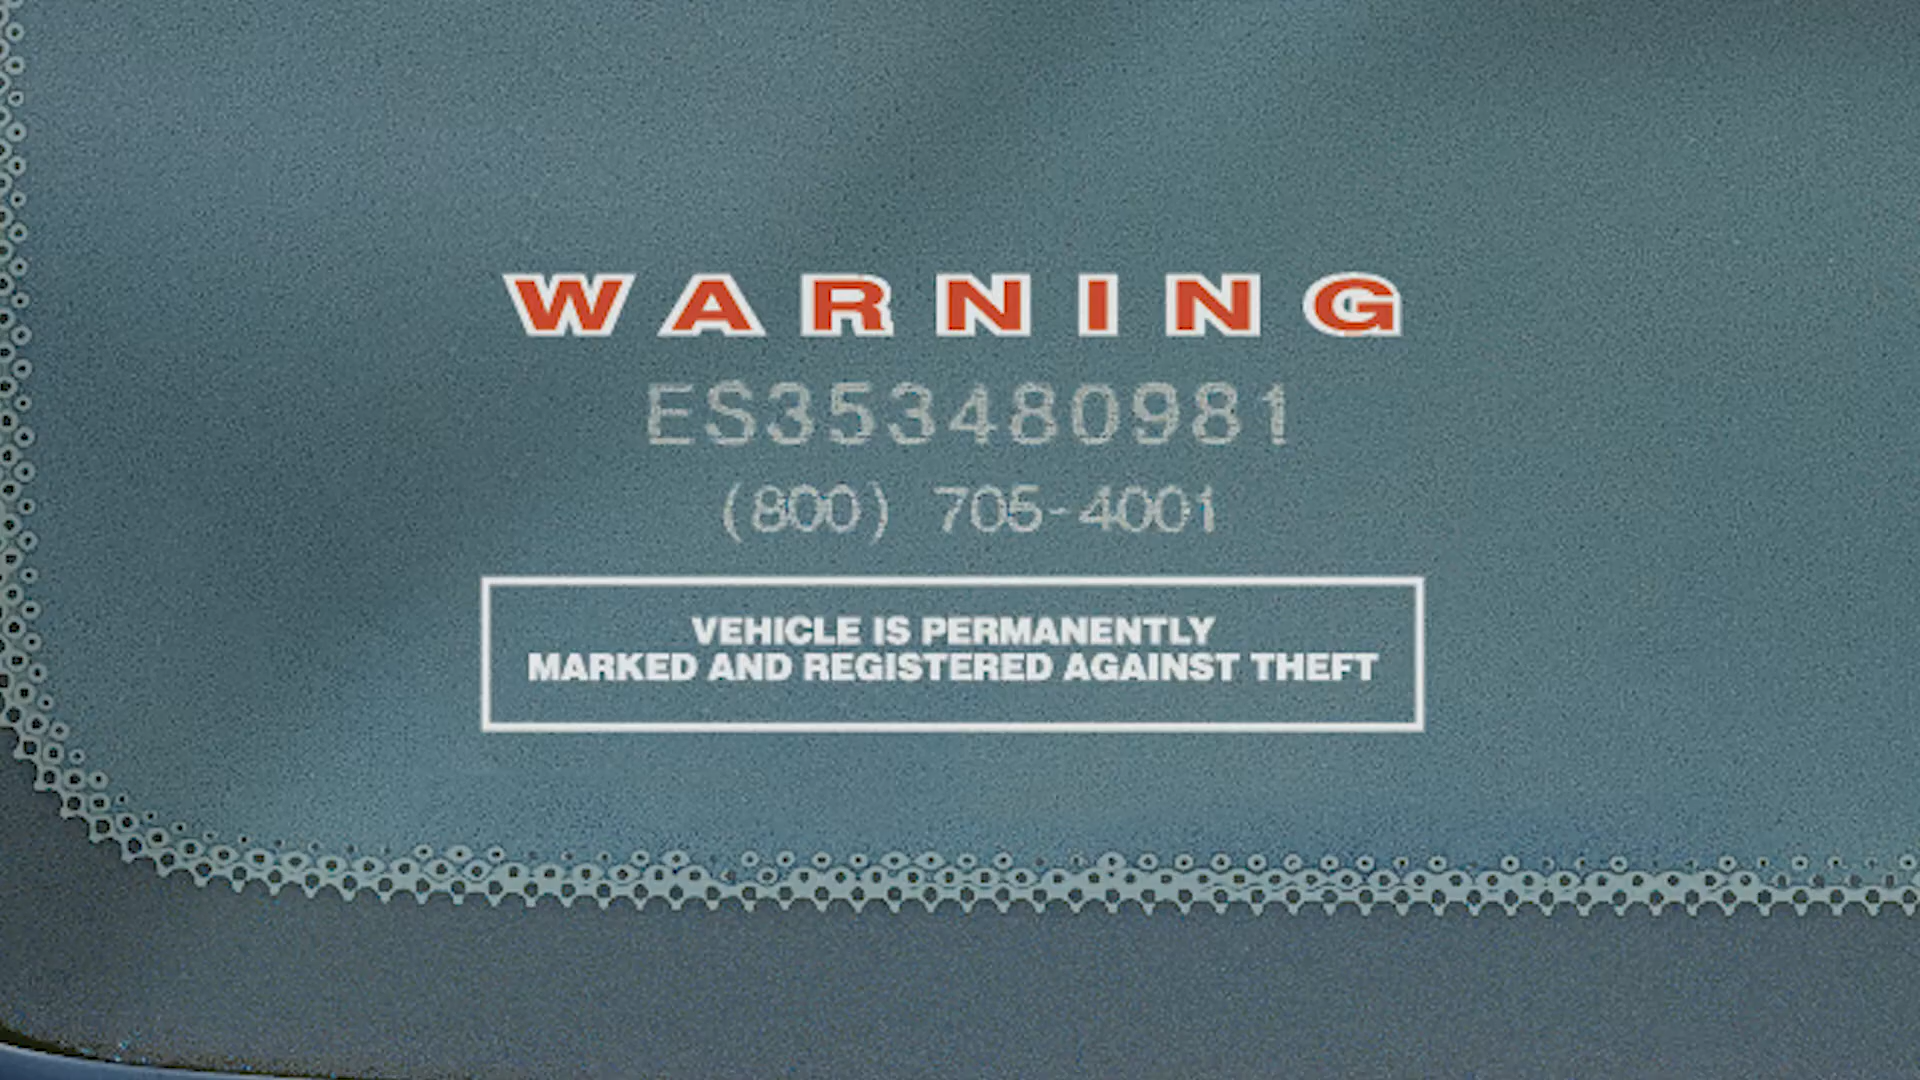 WARNING
ES353480981
(800) 705-4001
VEHICLE IS PERMANENTLY
MARKED AND REGISTERED AGAINST THEFT